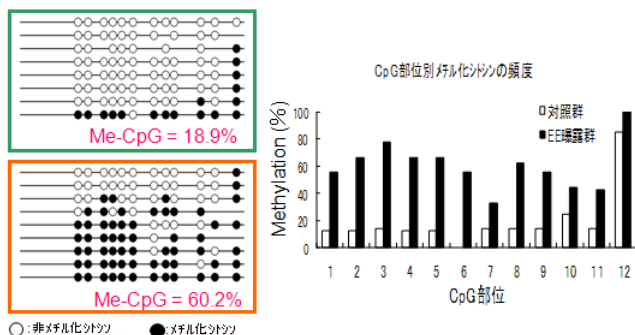 Me-CpG = 18.9%
Me-CpG = 60.2%
○ : 非メチル化シトシン ● : メチル化シトシン
CpG部位別メチル化シトシンの頻度
対照群
EE曝露群
Methylation (%)
100
80
60
40
20
0
1 2 3 4 5 6 7 8 9 10 11 12
CpG部位